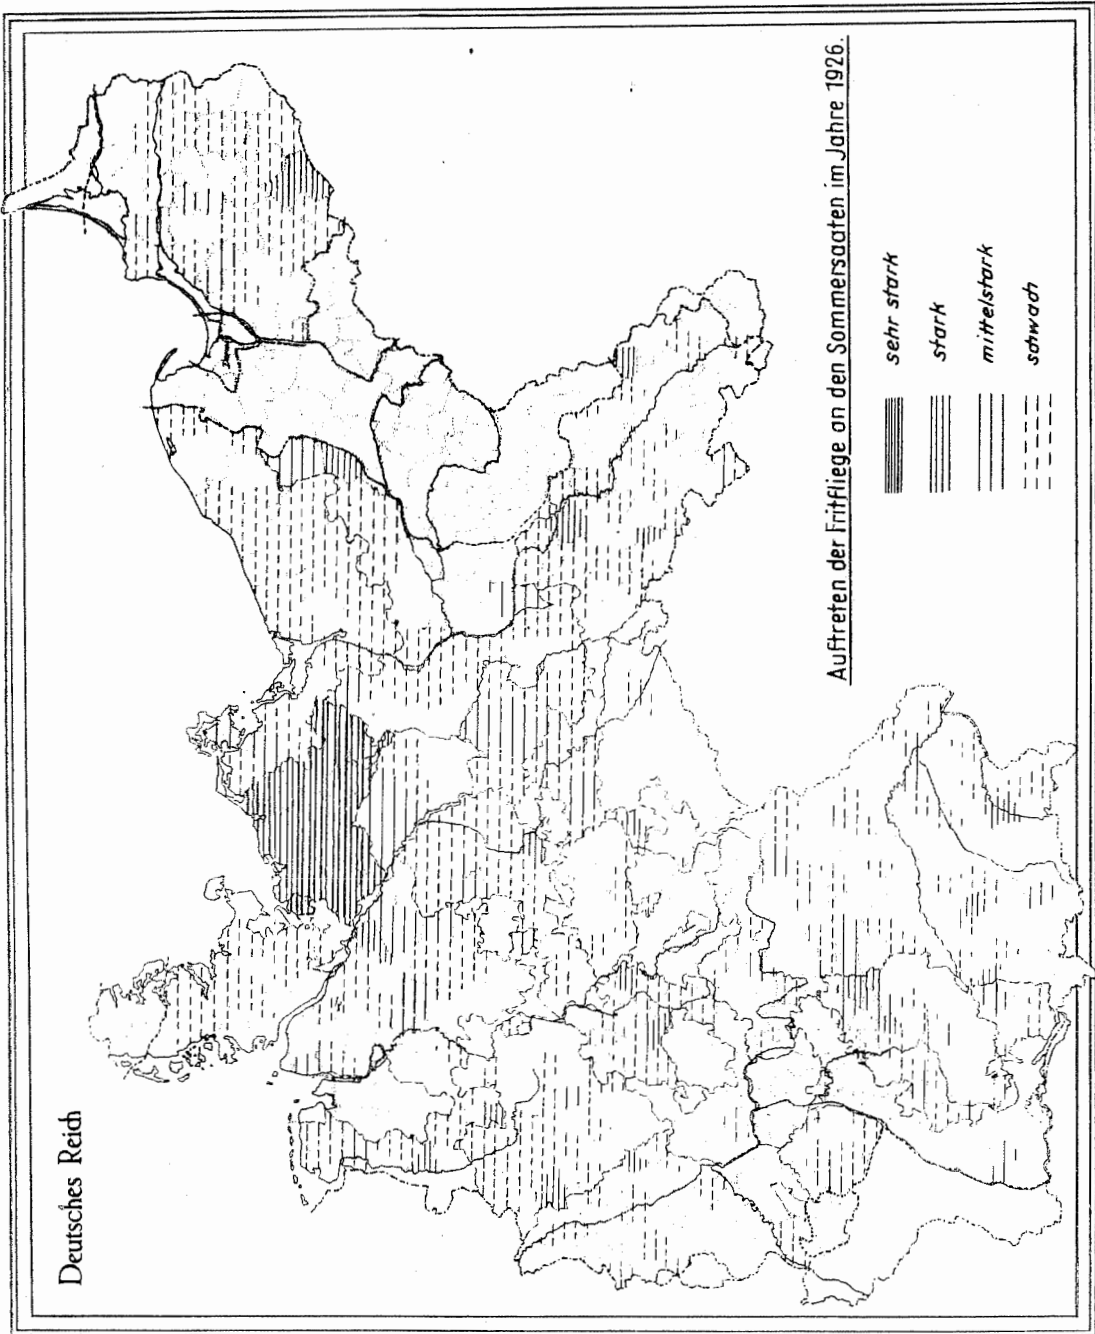 Deutsches Reich
Auftreten der Fritfliege an den Sommersaaten im Jahre 1926.
sehr stark
stark
mittelstark
schwach